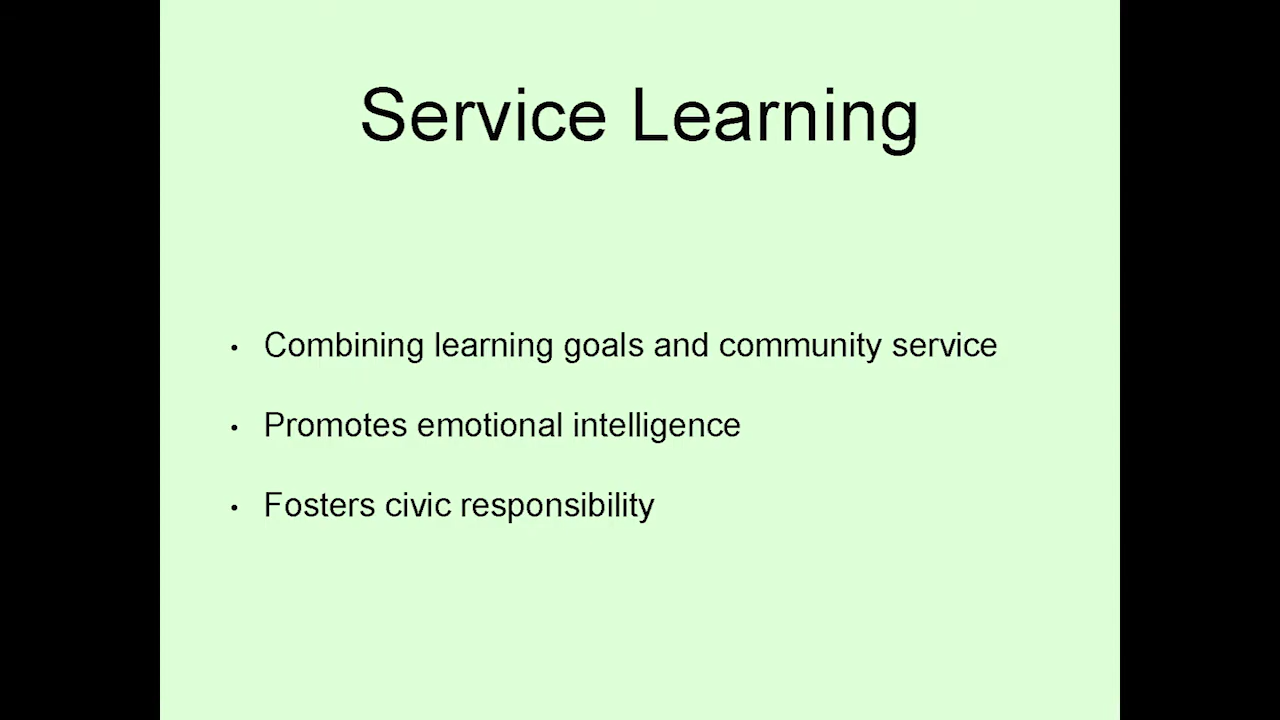 Service Learning
• Combining learning goals and community service
• Promotes emotional intelligence
• Fosters civic responsibility